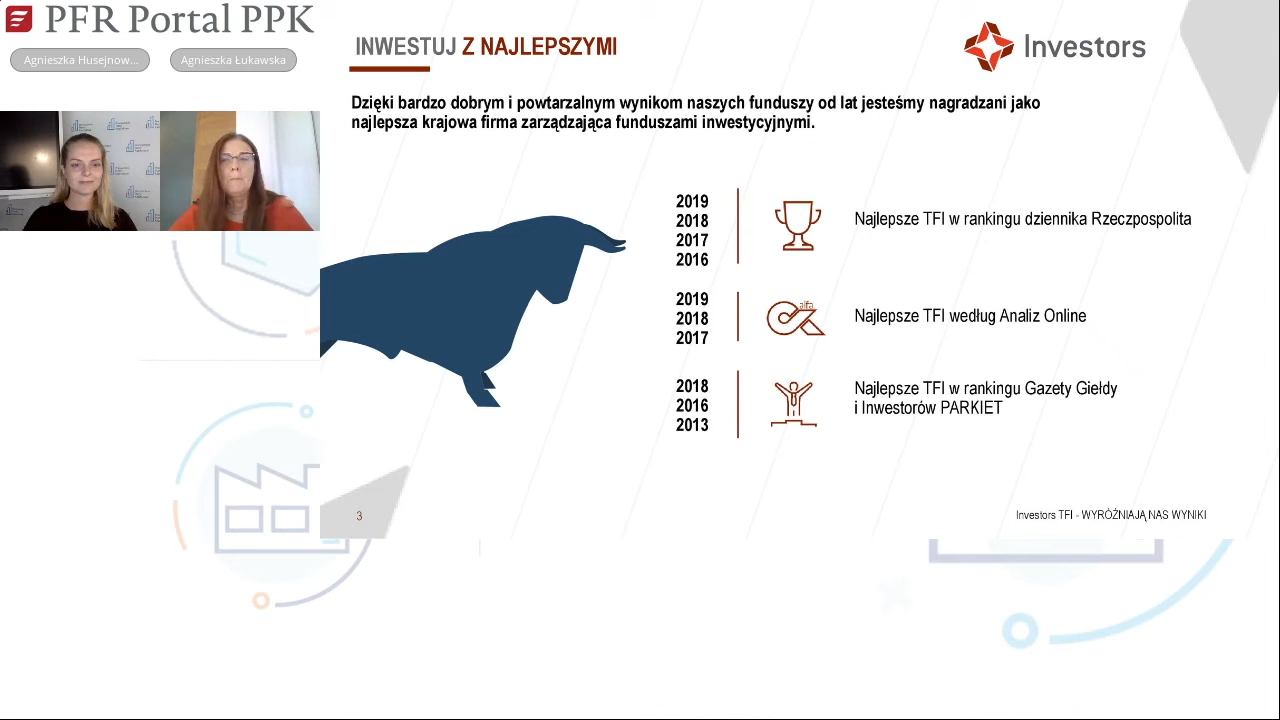 PFR Portal PPK
Agnieszka Husejnow...
Agnieszka Łukawska
INWESTUJ Z NAJLEPSZYMI
Investors
Dzięki bardzo dobrym i powtarzalnym wynikom naszych funduszy od lat jesteśmy nagradzani jako
najlepsza krajowa firma zarządzająca funduszami inwestycyjnymi.
2019
2018
2017
2016
Najlepsze TFI w rankingu dziennika Rzeczpospolita
2019
2018
2017
alfa
Najlepsze TFI według Analiz Online
2018
2016
2013
Najlepsze TFI w rankingu Gazety Giełdy
i Inwestorów PARKIET
3
Investors TFI - WYRÓŻNIAJĄ NAS WYNIKI